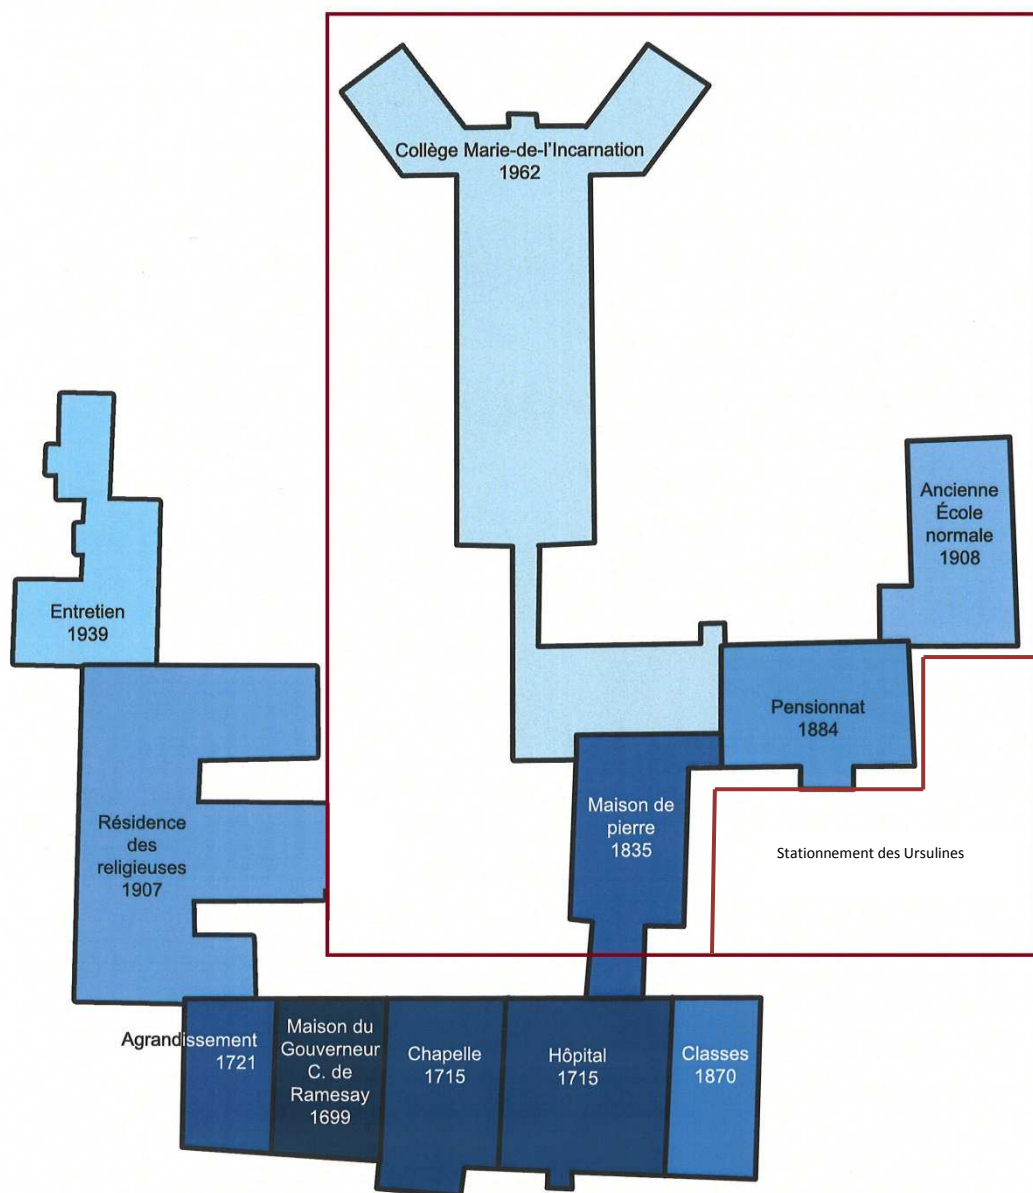 Collège Marie-de-l'Incarnation
1962
Ancienne
École
normale
1908
Entretien
1939
Pensionnat
1884
Maison de
pierre
1835
Résidence
des
religieuses
1907
Stationnement des Ursulines
Agrandissement
1721
Maison du
Gouverneur
C. de
Ramesay
1699
Chapelle
1715
Hôpital
1715
Classes
1870